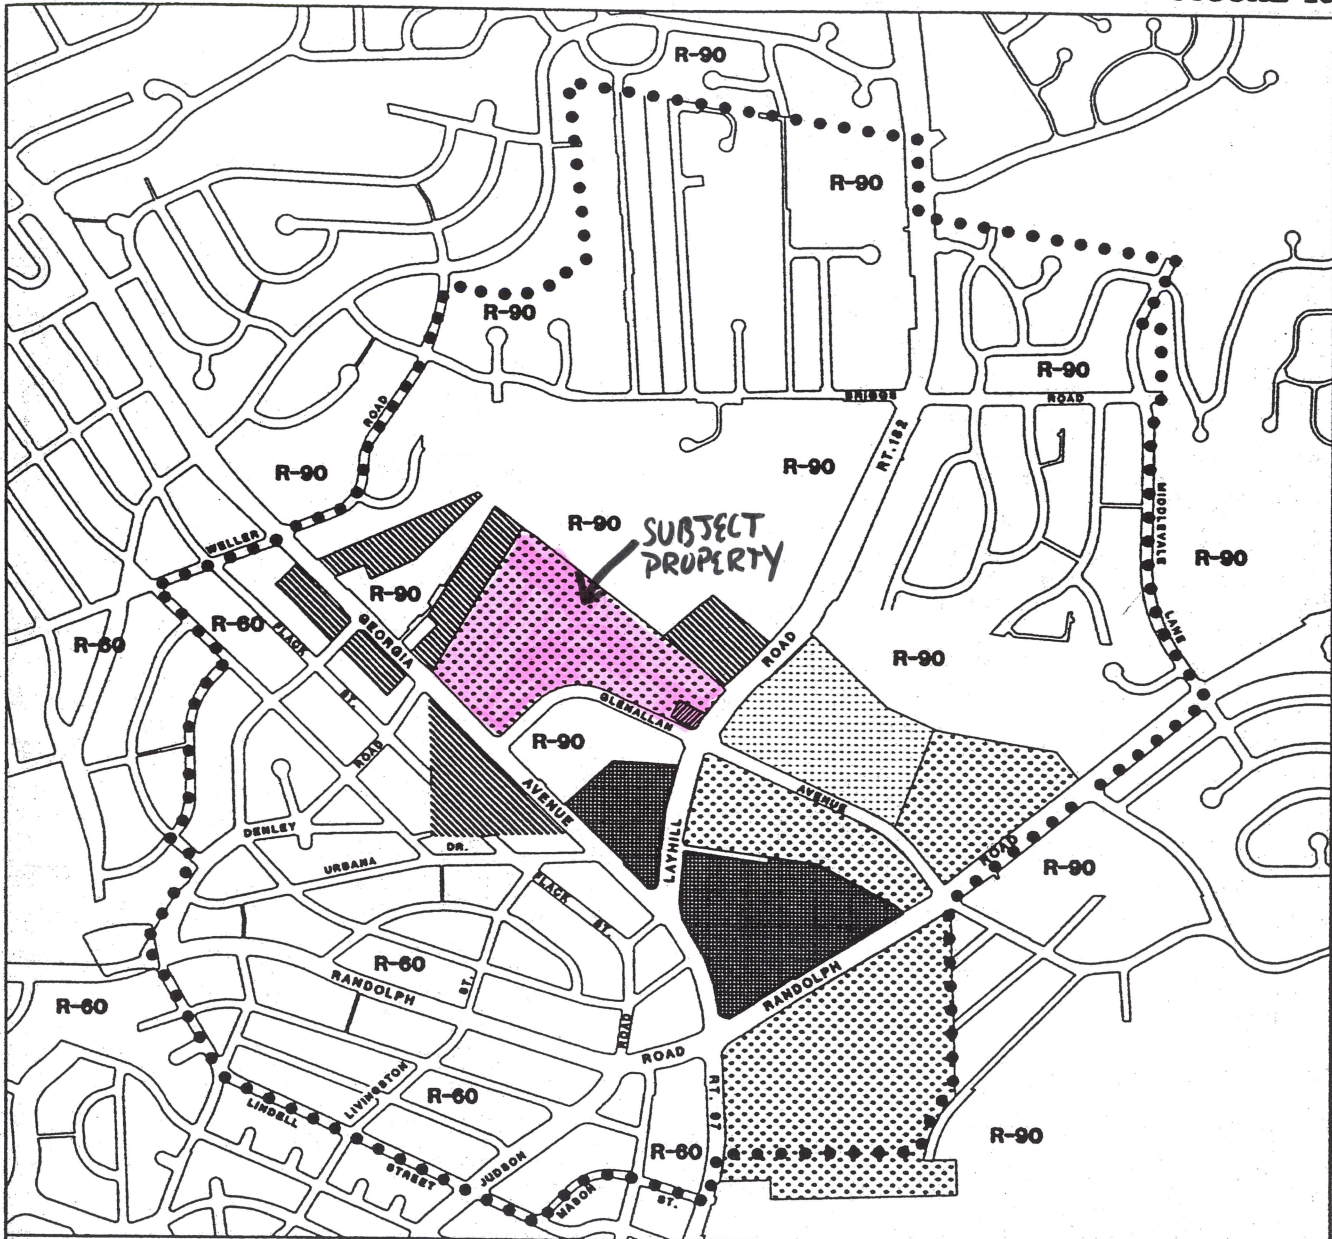 R-90
R-90
R-90
R-90
ROAD
ROAD
RT. 182
R-90
R-90
MIDDLEVALE
R-90
SUBJECT
PROPERTY
WELLER
R-90
R-90
LANE
R-60
FLACK
GEORGIA
R-60
ROAD
R-90
ST.
GLENALLAN
R-90
ROAD
AVENUE
AVENUE
DENLEY
DR.
LAYHILL
ROAD
URBANA
R-90
FLACK
ST.
R-60
RANDOLPH
ST.
RANDOLPH
R-60
ROAD
ROAD
LIVINGSTON
R-60
RT. 97
LINDELL
R-90
R-60
STREET
JUDSON
MASON
ST.